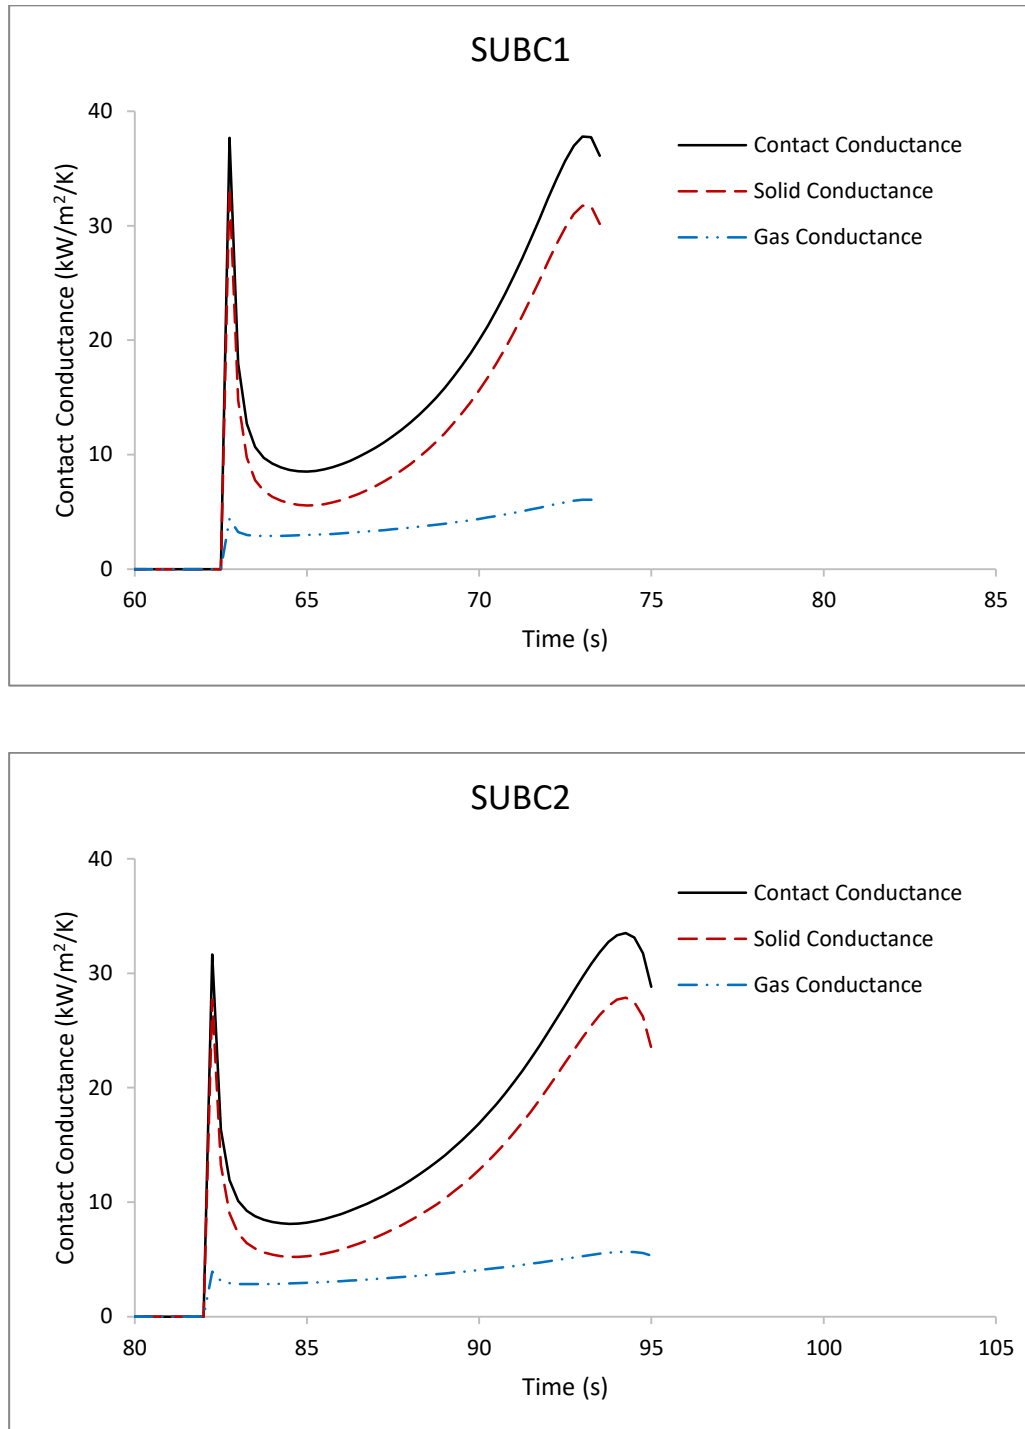 SUBC1
Contact Conductance (kW/m²/K)
40
30
20
10
0
Contact Conductance
Solid Conductance
Gas Conductance
60 65 70 75 80 85
Time (s)
SUBC2
Contact Conductance (kW/m²/K)
40
30
20
10
0
Contact Conductance
Solid Conductance
Gas Conductance
80 85 90 95 100 105
Time (s)